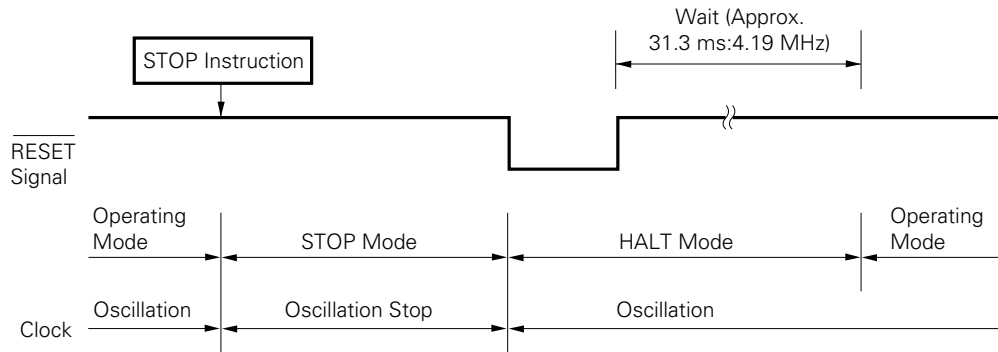 Wait (Approx.
31.3 ms:4.19 MHz)
STOP Instruction
RESET
Signal
Operating
Mode
STOP Mode
HALT Mode
Operating
Mode
Clock
Oscillation
Oscillation Stop
Oscillation